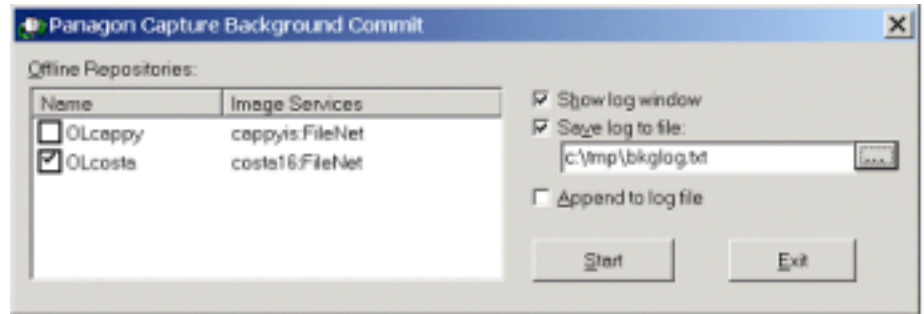 Panagon Capture Background Commit
Offline Repositories:
Name Image Services
OLcappy cappyis:FileNet
OLcosta costa16:FileNet
Show log window
Save log to file:
c:\tmp\bkglog.txt ...
Append to log file
Start Exit